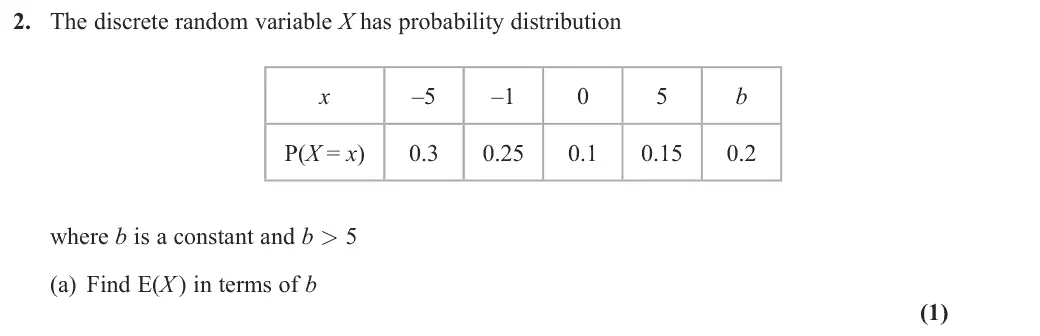 2. The discrete random variable X has probability distribution
x –5 –1 0 5 b
P(X = x) 0.3 0.25 0.1 0.15 0.2
where b is a constant and b > 5
(a) Find E(X) in terms of b
(1)